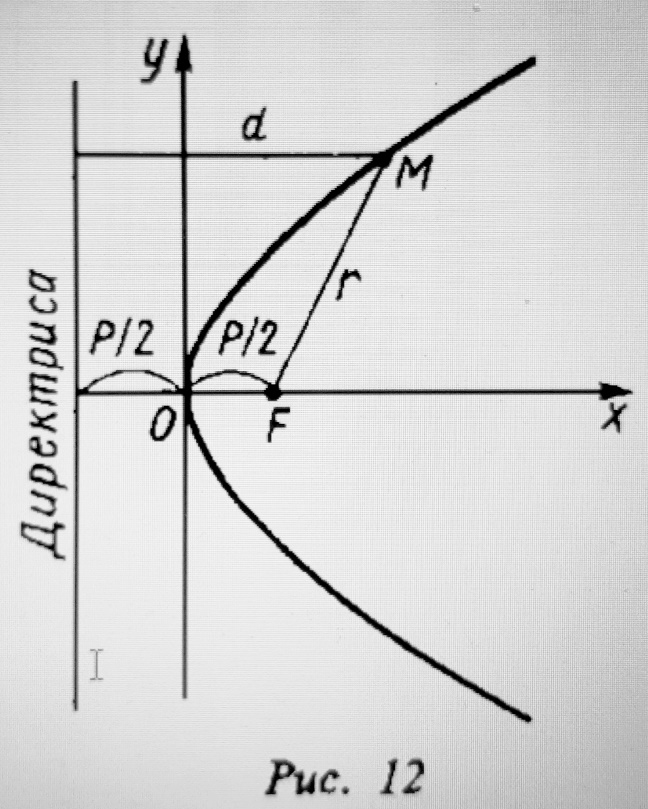 y
d
M
r
P/2 P/2
O F x
Директриса
Рис. 12